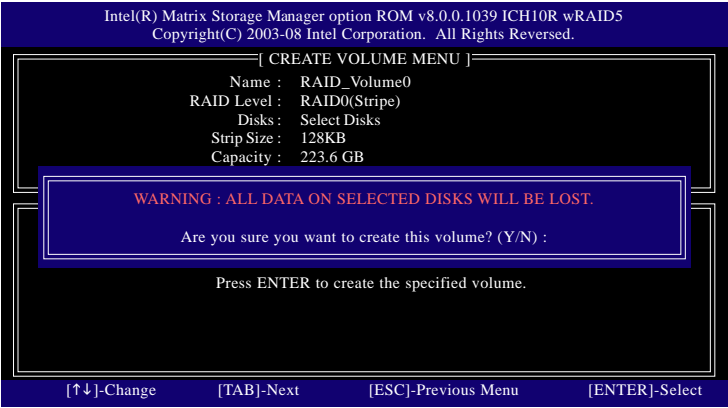 Intel(R) Matrix Storage Manager option ROM v8.0.0.1039 ICH10R wRAID5
Copyright(C) 2003-08 Intel Corporation. All Rights Reversed.
[ CREATE VOLUME MENU ]
Name : RAID_Volume0
RAID Level : RAID0(Stripe)
Disks : Select Disks
Strip Size : 128KB
Capacity : 223.6 GB
WARNING : ALL DATA ON SELECTED DISKS WILL BE LOST.
Are you sure you want to create this volume? (Y/N) :
Press ENTER to create the specified volume.
[↑↓]-Change [TAB]-Next [ESC]-Previous Menu [ENTER]-Select